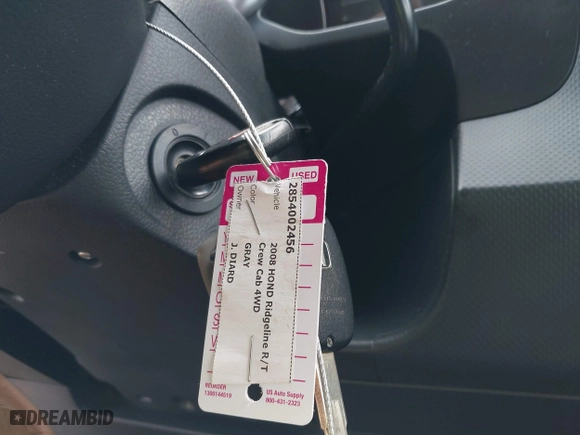 NEW
USED
2854002456
Vehicle 2008 HOND Ridgeline R/T
Crew Cab 4WD
Color GRAY
Owner J. DIARD
REORDER
1300144019
US Auto Supply
800-431-2323
DREAMBID